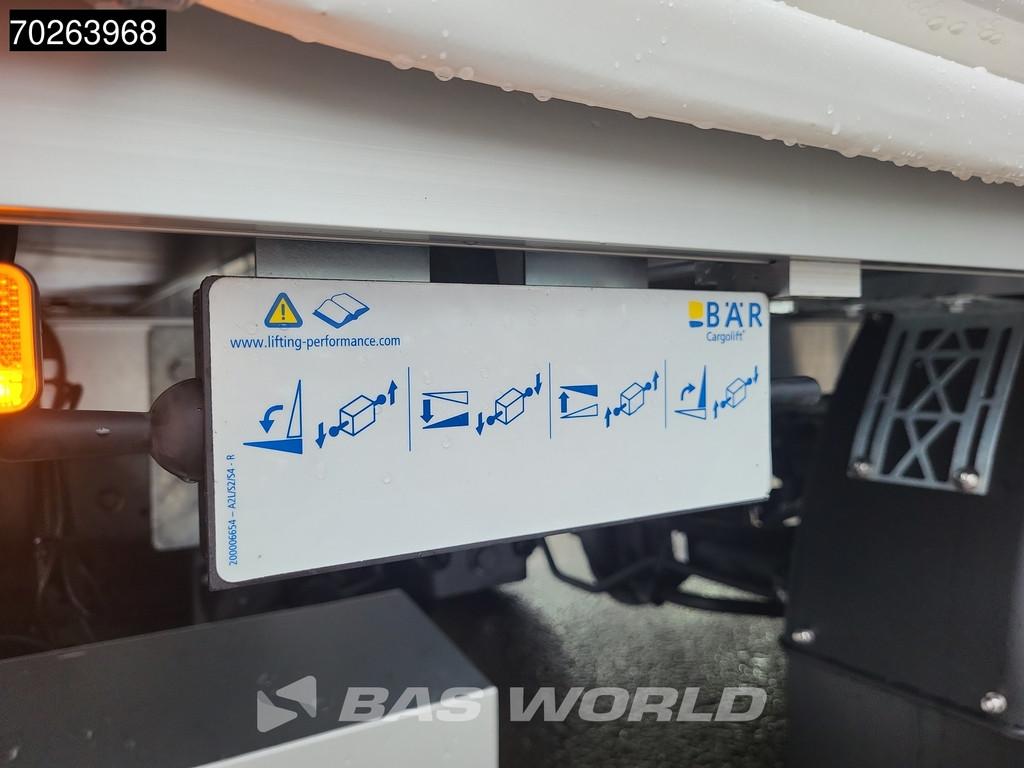 70263968
BÄR
Cargolift®
www.lifting-performance.com
200006654 – A2L/S2/S4 - R
BAS WORLD